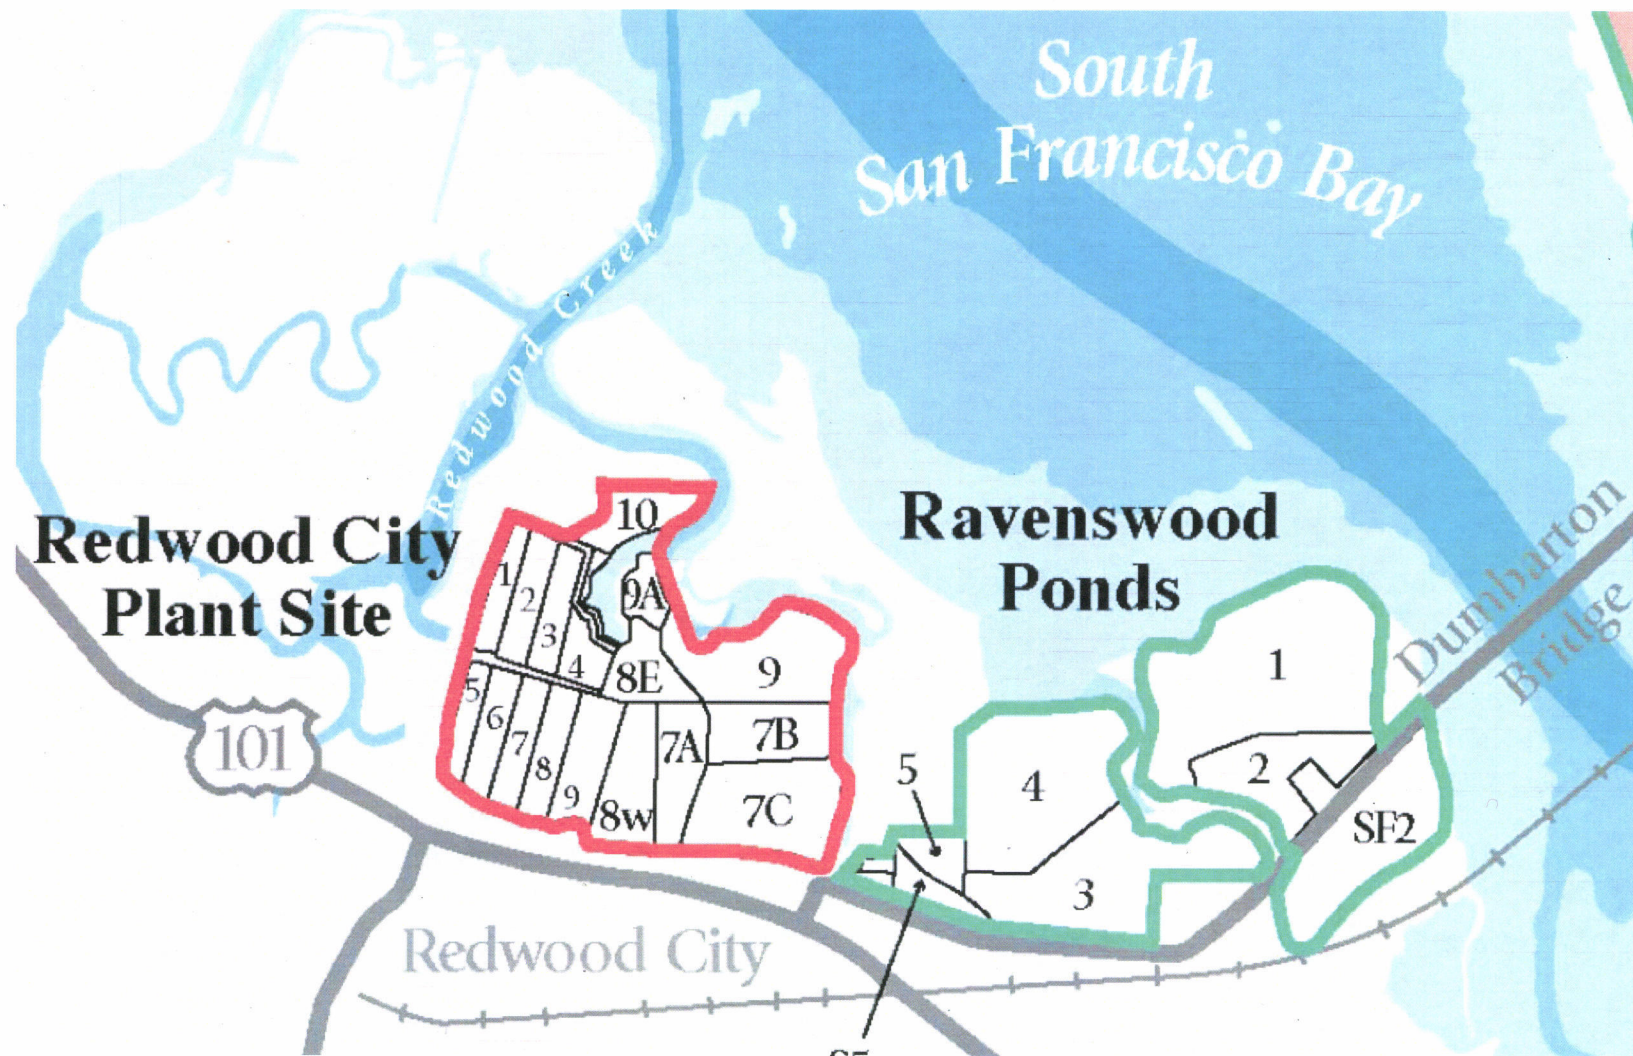 South
San Francisco Bay
Redwood Creek
Redwood City
Plant Site
Ravenswood
Ponds
Dumbarton
Bridge
101
10
1
2
3
4
9A
8E
9
5
6
7
8
9
8w
7A
7B
7C
1
2
SF2
5
4
3
Redwood City